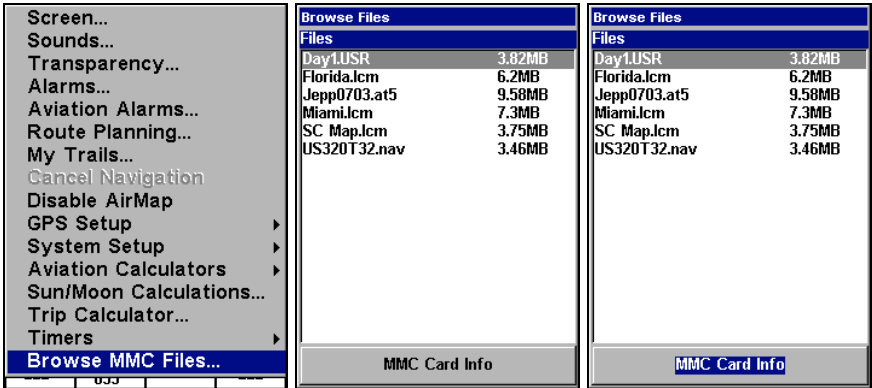 Screen...
Sounds...
Transparency...
Alarms...
Aviation Alarms...
Route Planning...
My Trails...
Cancel Navigation
Disable AirMap
GPS Setup
System Setup
Aviation Calculators
Sun/Moon Calculations...
Trip Calculator...
Timers
Browse MMC Files...
Browse Files
Files
Day1.USR 3.82MB
Florida.lcm 6.2MB
Jepp0703.at5 9.58MB
Miami.lcm 7.3MB
SC Map.lcm 3.75MB
US320T32.nav 3.46MB
MMC Card Info
Browse Files
Files
Day1.USR 3.82MB
Florida.lcm 6.2MB
Jepp0703.at5 9.58MB
Miami.lcm 7.3MB
SC Map.lcm 3.75MB
US320T32.nav 3.46MB
MMC Card Info